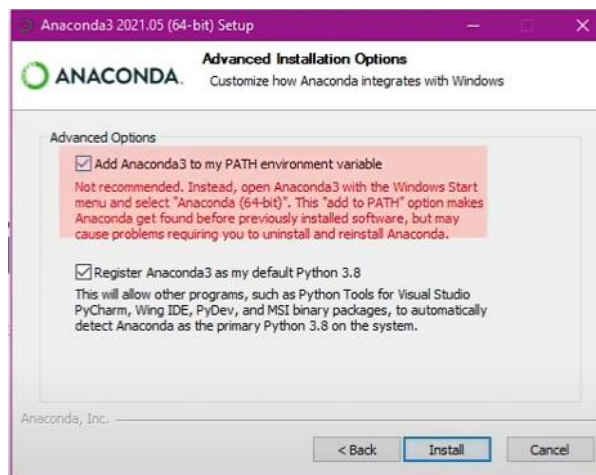 Anaconda3 2021.05 (64-bit) Setup
ANACONDA.
Advanced Installation Options
Customize how Anaconda integrates with Windows
Advanced Options
Add Anaconda3 to my PATH environment variable
Not recommended. Instead, open Anaconda3 with the Windows Start
menu and select "Anaconda (64-bit)". This "add to PATH" option makes
Anaconda get found before previously installed software, but may
cause problems requiring you to uninstall and reinstall Anaconda.
Register Anaconda3 as my default Python 3.8
This will allow other programs, such as Python Tools for Visual Studio
PyCharm, Wing IDE, PyDev, and MSI binary packages, to automatically
detect Anaconda as the primary Python 3.8 on the system.
Anaconda, Inc.
< Back
Install
Cancel